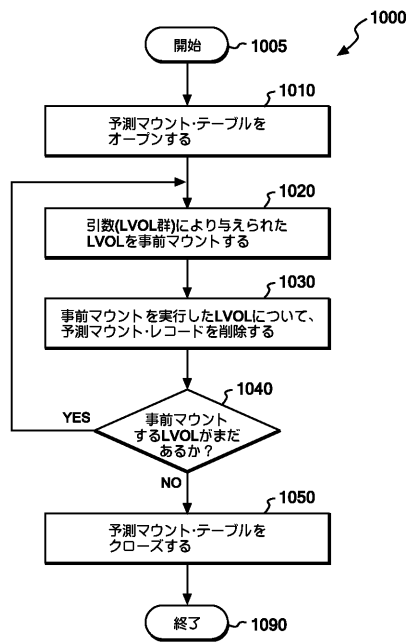 1000
開始
1005
1010
予測マウント・テーブルを
オープンする
1020
引数(LVOL群)により与えられた
LVOLを事前マウントする
1030
事前マウントを実行したLVOLについて、
予測マウント・レコードを削除する
1040
YES
事前マウント
するLVOLがまだ
あるか？
NO
1050
予測マウント・テーブルを
クローズする
終了
1090